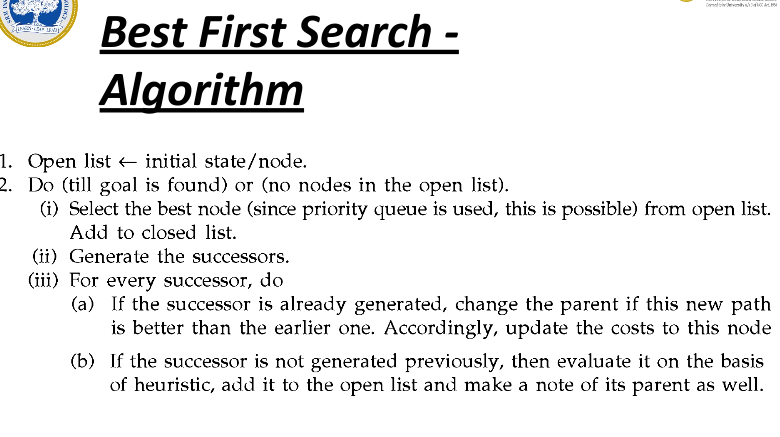 Best First Search -
Algorithm
1. Open list ← initial state/node.
2. Do (till goal is found) or (no nodes in the open list).
(i) Select the best node (since priority queue is used, this is possible) from open list.
Add to closed list.
(ii) Generate the successors.
(iii) For every successor, do
(a) If the successor is already generated, change the parent if this new path
is better than the earlier one. Accordingly, update the costs to this node
(b) If the successor is not generated previously, then evaluate it on the basis
of heuristic, add it to the open list and make a note of its parent as well.